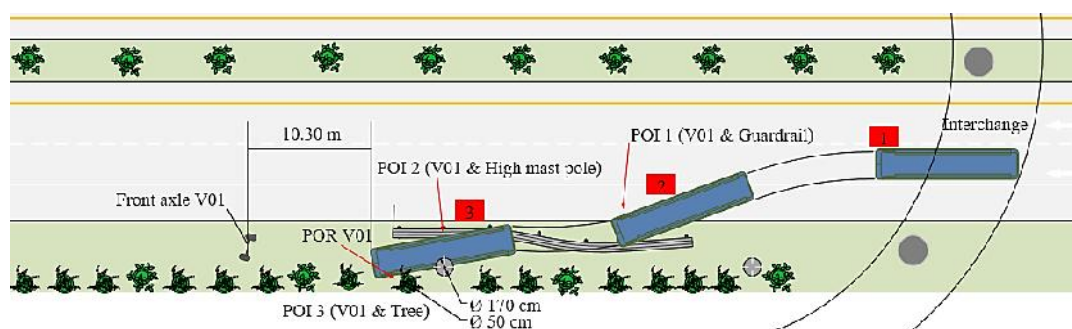 1
Interchange
10.30 m
POI 1 (V01 & Guardrail)
POI 2 (V01 & High mast pole)
2
Front axle V01
3
POR V01
POI 3 (V01 & Tree)
Ø 170 cm
Ø 50 cm